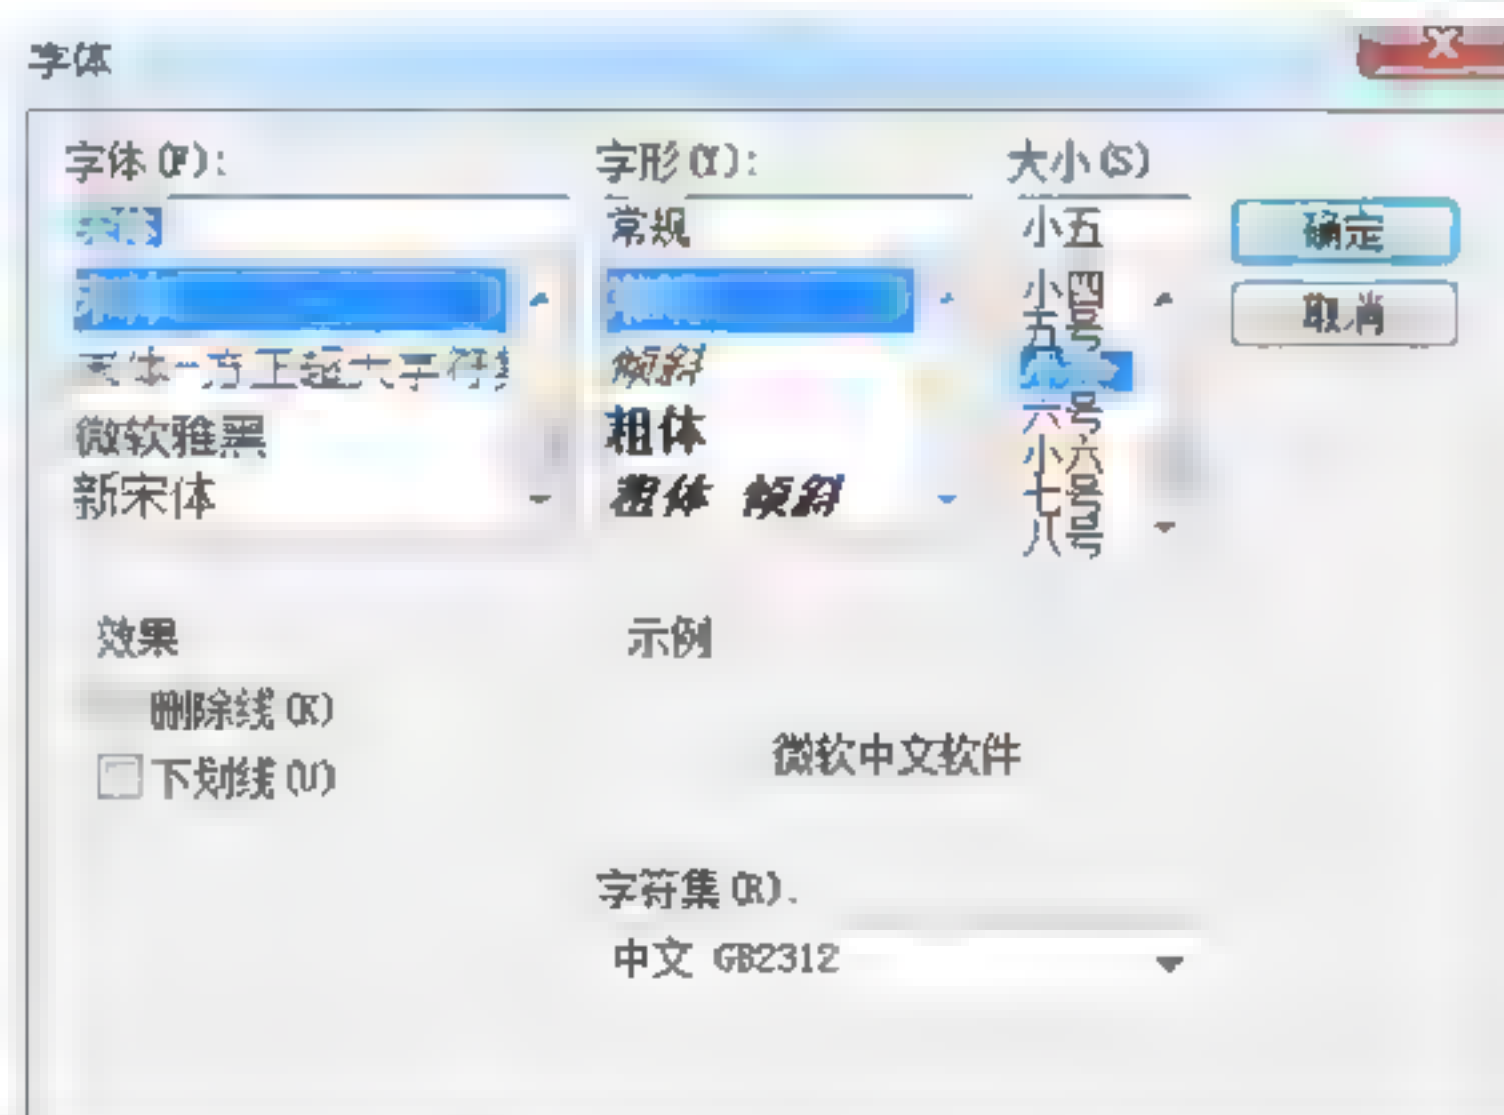 字体
字体(F):
字形(Y):
大小(S)
常规
小五
确定
小四
取消
五号
倾斜
六号
微软雅黑
粗体
小六
新宋体
粗体 倾斜
七号
八号
效果
示例
删除线(K)
微软中文软件
下划线(U)
字符集(R):
中文 GB2312